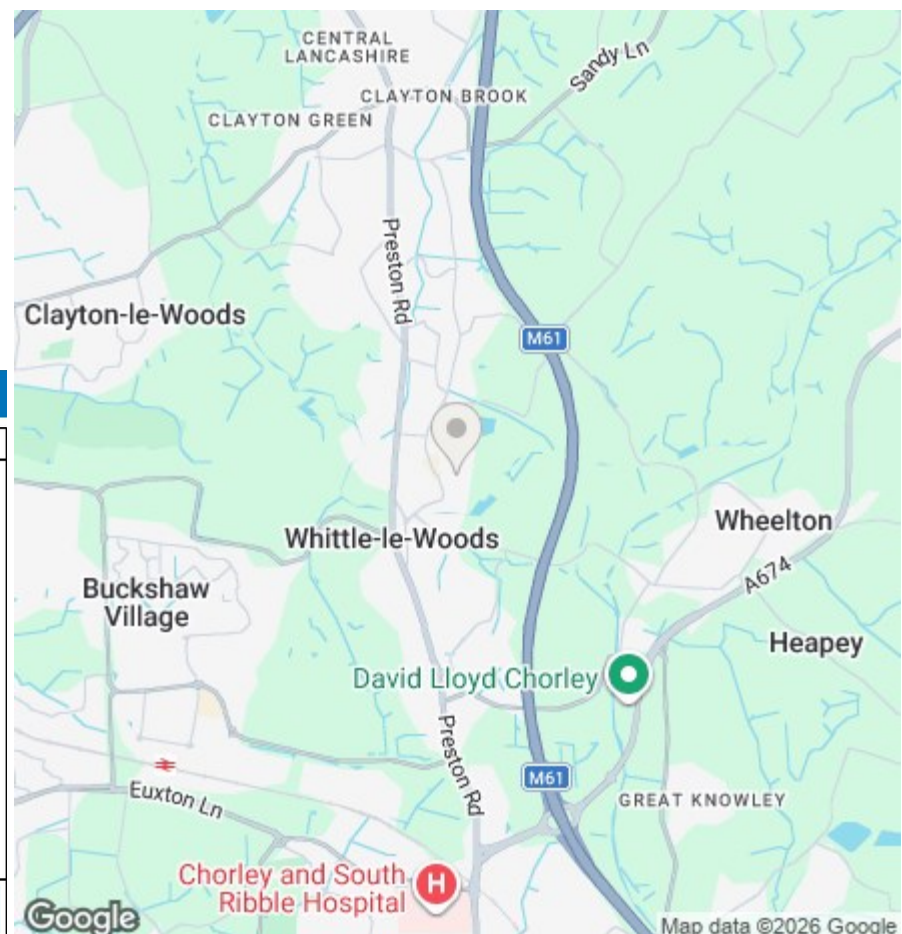 CENTRAL
LANCASHIRE
Sandy Ln
CLAYTON BROOK
CLAYTON GREEN
Preston Rd
Clayton-le-Woods
M61
Whittle-le-Woods
Wheelton
A674
Buckshaw
Village
Heapey
David Lloyd Chorley
Preston Rd
M61
Euxton Ln
GREAT KNOWLEY
Chorley and South
Ribble Hospital
H
Google
Map data ©2026 Google